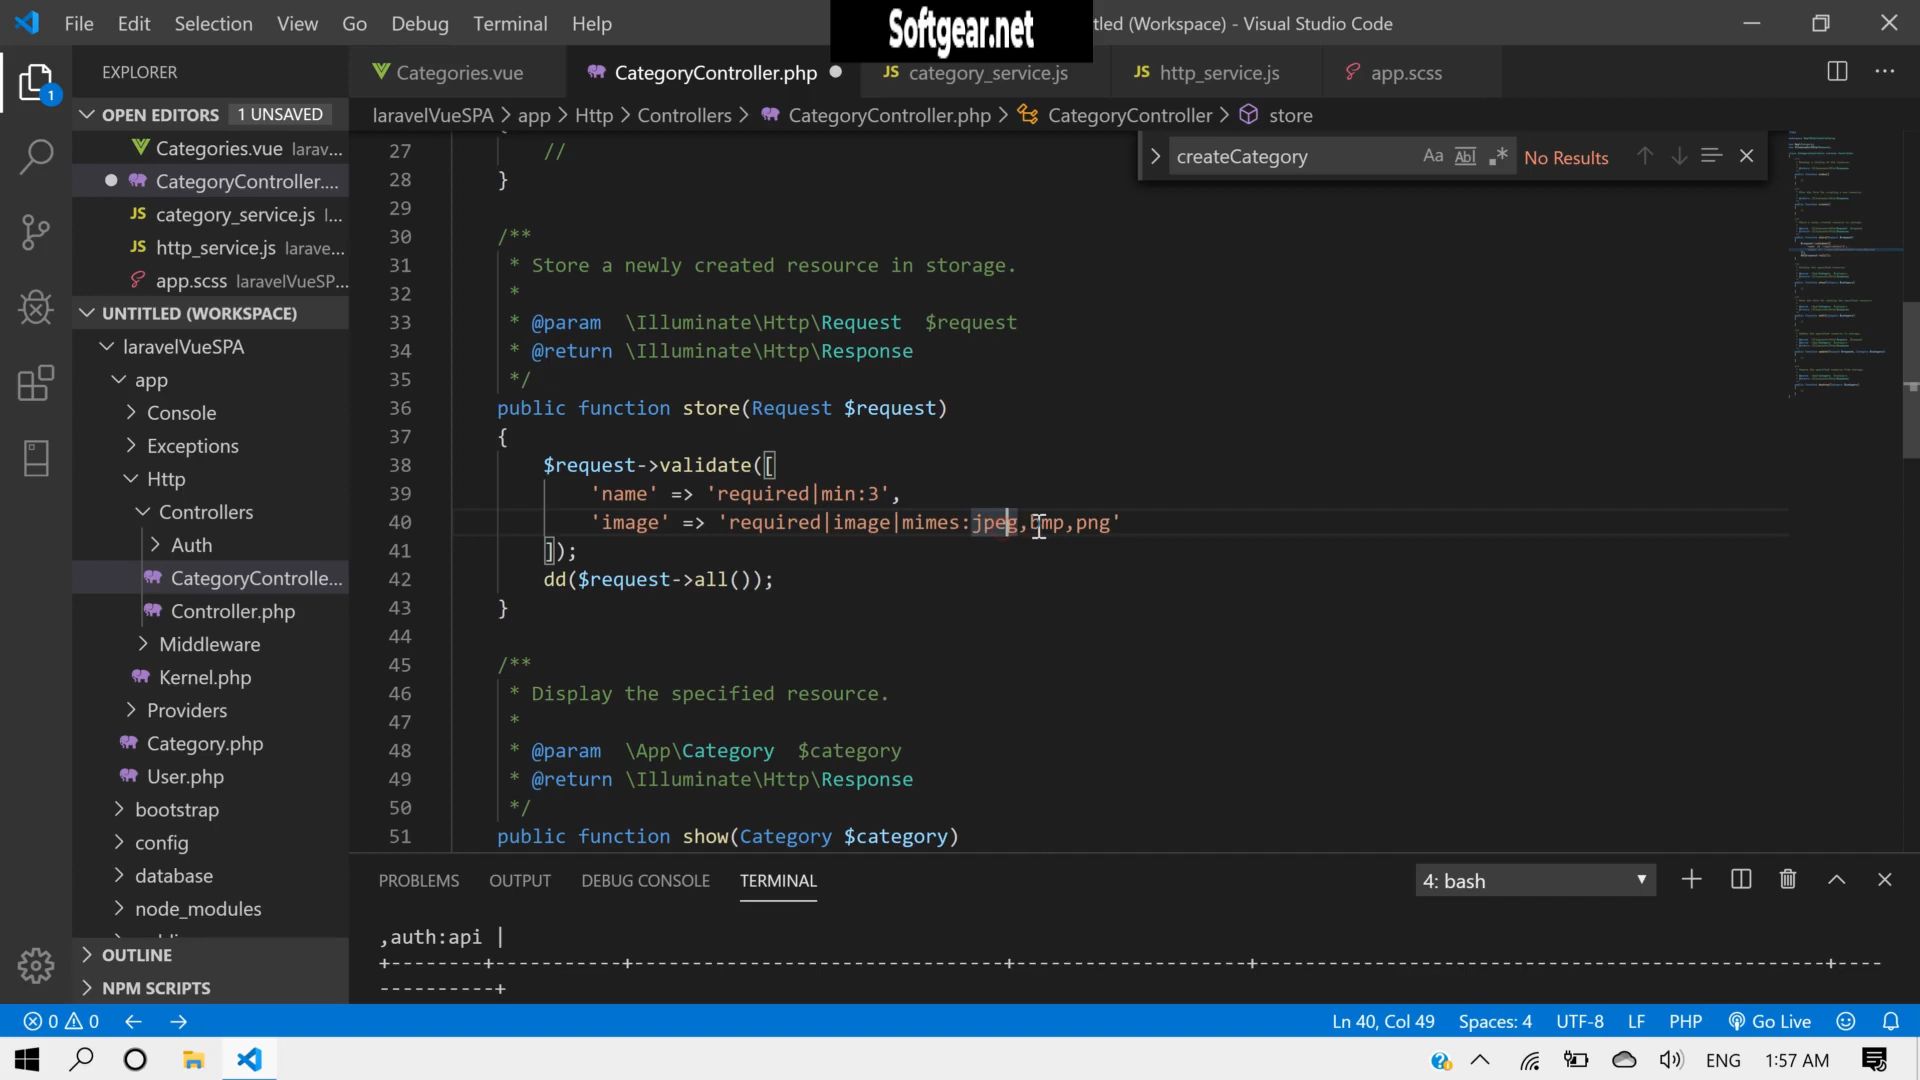 File Edit Selection View Go Debug Terminal Help
Softgear.net
tled (Workspace) - Visual Studio Code
EXPLORER
Categories.vue
CategoryController.php
JS category_service.js
JS http_service.js
app.scss
OPEN EDITORS 1 UNSAVED
laravelVueSPA > app > Http > Controllers > CategoryController.php > CategoryController > store
Categories.vue larav...
CategoryController....
JS category_service.js l...
JS http_service.js larave...
app.scss laravelVueSP...
createCategory Aa Abl .* No Results
UNTITLED (WORKSPACE)
laravelVueSPA
app
Console
Exceptions
Http
Controllers
Auth
CategoryControlle...
Controller.php
Middleware
Kernel.php
Providers
Category.php
User.php
bootstrap
config
database
node_modules
OUTLINE
NPM SCRIPTS
27 //
28 }
29
30 /**
31 * Store a newly created resource in storage.
32 *
33 * @param \Illuminate\Http\Request $request
34 * @return \Illuminate\Http\Response
35 */
36 public function store(Request $request)
37 {
38 $request->validate([
39 'name' => 'required|min:3',
40 'image' => 'required|image|mimes:jpeg,bmp,png'
41 ]);
42 dd($request->all());
43 }
44
45 /**
46 * Display the specified resource.
47 *
48 * @param \App\Category $category
49 * @return \Illuminate\Http\Response
50 */
51 public function show(Category $category)
PROBLEMS OUTPUT DEBUG CONSOLE TERMINAL
4: bash
,auth:api |
+--------+-----------+---------------------------------+---------------------+--------------------------------------------------+----
----------+
0 0
Ln 40, Col 49 Spaces: 4 UTF-8 LF PHP Go Live
ENG 1:57 AM
1